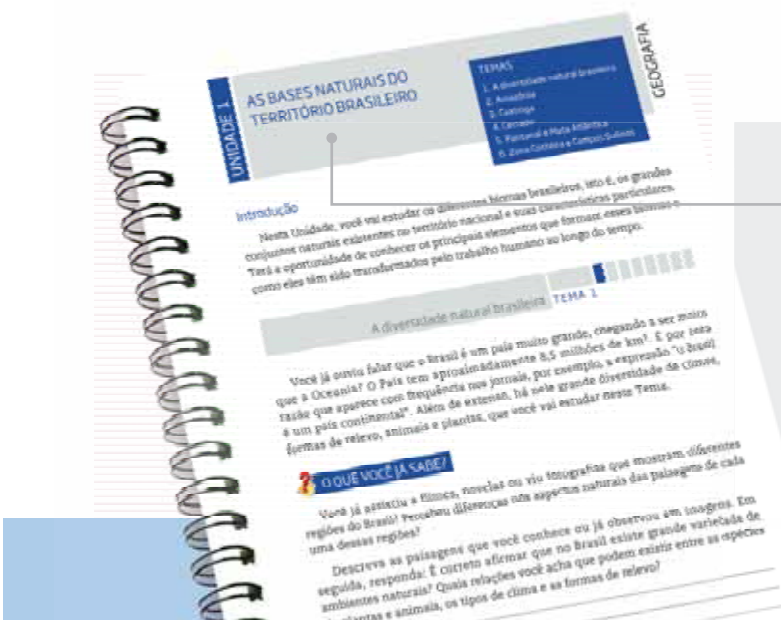 UNIDADE 1
AS BASES NATURAIS DO
TERRITÓRIO BRASILEIRO
TEMAS
1. A diversidade natural brasileira
2. Amazônia
3. Caatinga
4. Cerrado
5. Pantanal e Mata Atlântica
6. Zona Costeira e Campos Sulinos
GEOGRAFIA
Introdução
Nesta Unidade, você vai estudar os diferentes biomas brasileiros, isto é, os grandes
conjuntos naturais existentes no território nacional e suas características particulares.
Terá a oportunidade de conhecer os principais elementos que formam esses biomas e
como eles têm sido transformados pelo trabalho humano ao longo do tempo.
A diversidade natural brasileira TEMA 1
Você já ouviu falar que o Brasil é um país muito grande, chegando a ser maior
que a Oceania? O País tem aproximadamente 8,5 milhões de km². É por essa
razão que aparece com frequência nos jornais, por exemplo, a expressão "o Brasil
é um país continental". Além de extenso, há nele grande diversidade de climas,
formas de relevo, animais e plantas, que você vai estudar neste Tema.
O QUE VOCÊ JÁ SABE?
Você já assistiu a filmes, novelas ou viu fotografias que mostram diferentes
regiões do Brasil? Percebeu diferenças nos aspectos naturais das paisagens de cada
uma dessas regiões?
Descreva as paisagens que você conhece ou já observou em imagens. Em
seguida, responda: É correto afirmar que no Brasil existe grande variedade de
ambientes naturais? Quais relações você acha que podem existir entre as espécies
de plantas e animais, os tipos de clima e as formas de relevo?